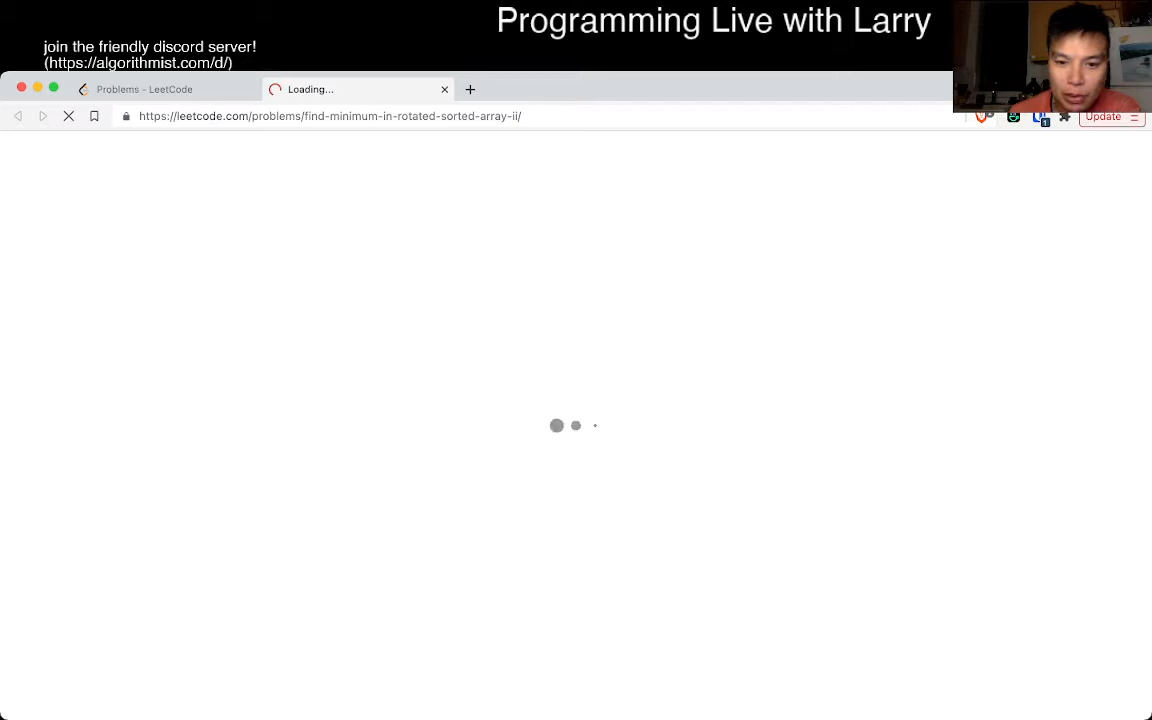 Programming Live with Larry
join the friendly discord server!
(https://algorithmist.com/d/)
Problems - LeetCode
Loading...
https://leetcode.com/problems/find-minimum-in-rotated-sorted-array-ii/
1
Update